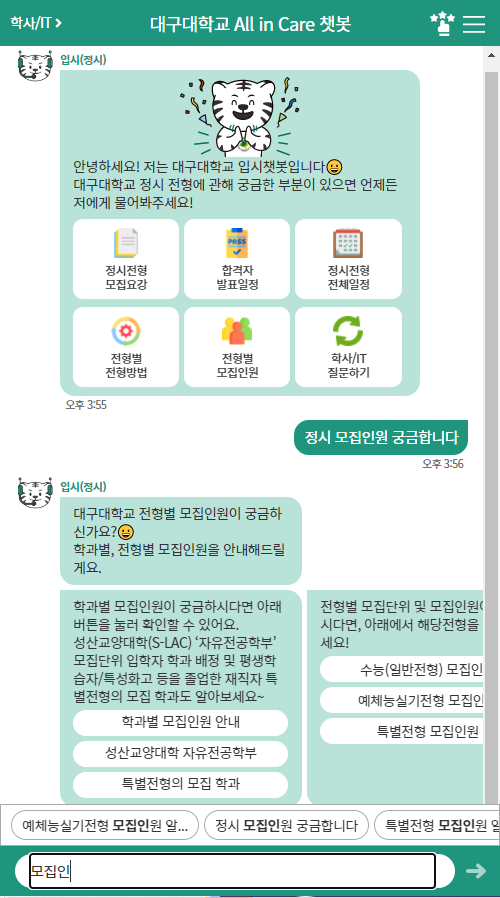 학사/IT
대구대학교 All in Care 챗봇
입시(정시)
안녕하세요! 저는 대구대학교 입시챗봇입니다😀
대구대학교 정시 전형에 관해 궁금한 부분이 있으면 언제든
저에게 물어봐주세요!
정시전형
모집요강
PASS
합격자
발표일정
정시전형
전체일정
전형별
전형방법
전형별
모집인원
학사/IT
질문하기
오후 3:55
정시 모집인원 궁금합니다
오후 3:56
입시(정시)
대구대학교 전형별 모집인원이 궁금하
신가요?😀
학과별, 전형별 모집인원을 안내해드릴
게요.
학과별 모집인원이 궁금하시다면 아래
버튼을 눌러 확인할 수 있어요.
성산교양대학(S-LAC) ‘자유전공학부’
모집단위 입학자 학과 배정 및 평생학
습자/특성화고 등을 졸업한 재직자 특
별전형의 모집 학과도 알아보세요~
학과별 모집인원 안내
성산교양대학 자유전공학부
특별전형의 모집 학과
전형별 모집단위 및 모집인원
시다면, 아래에서 해당전형을
세요!
수능(일반전형) 모집인
예체능실기전형 모집인
특별전형 모집인원
예체능실기전형 모집인원 알...
정시 모집인원 궁금합니다
특별전형 모집인원 알
모집인